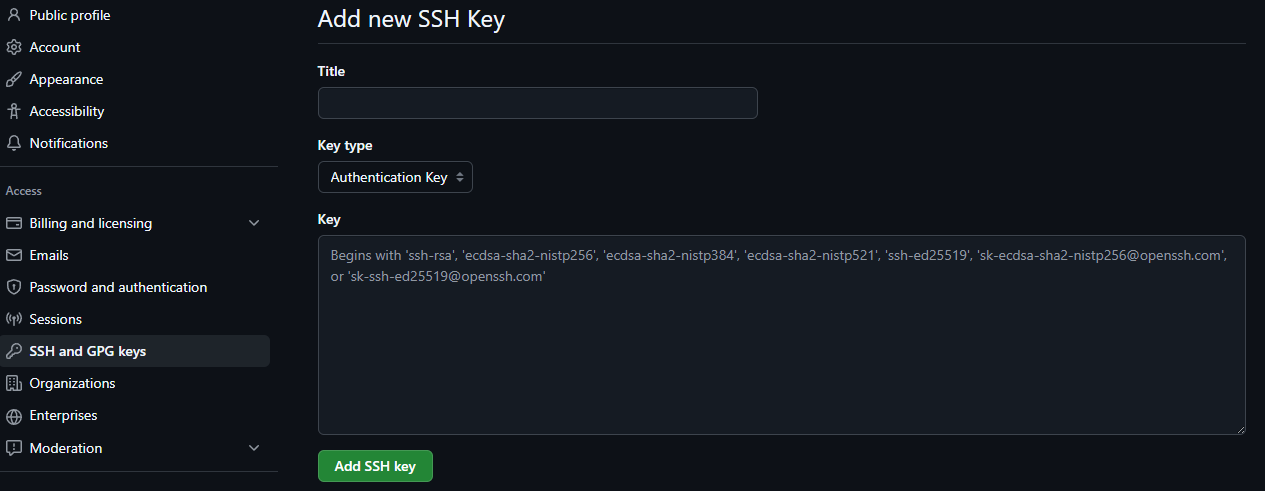 Public profile
Account
Appearance
Accessibility
Notifications
Access
Billing and licensing
Emails
Password and authentication
Sessions
SSH and GPG keys
Organizations
Enterprises
Moderation
Add new SSH Key
Title
Key type
Authentication Key
Key
Begins with 'ssh-rsa', 'ecdsa-sha2-nistp256', 'ecdsa-sha2-nistp384', 'ecdsa-sha2-nistp521', 'ssh-ed25519', 'sk-ecdsa-sha2-nistp256@openssh.com',
or 'sk-ssh-ed25519@openssh.com'
Add SSH key